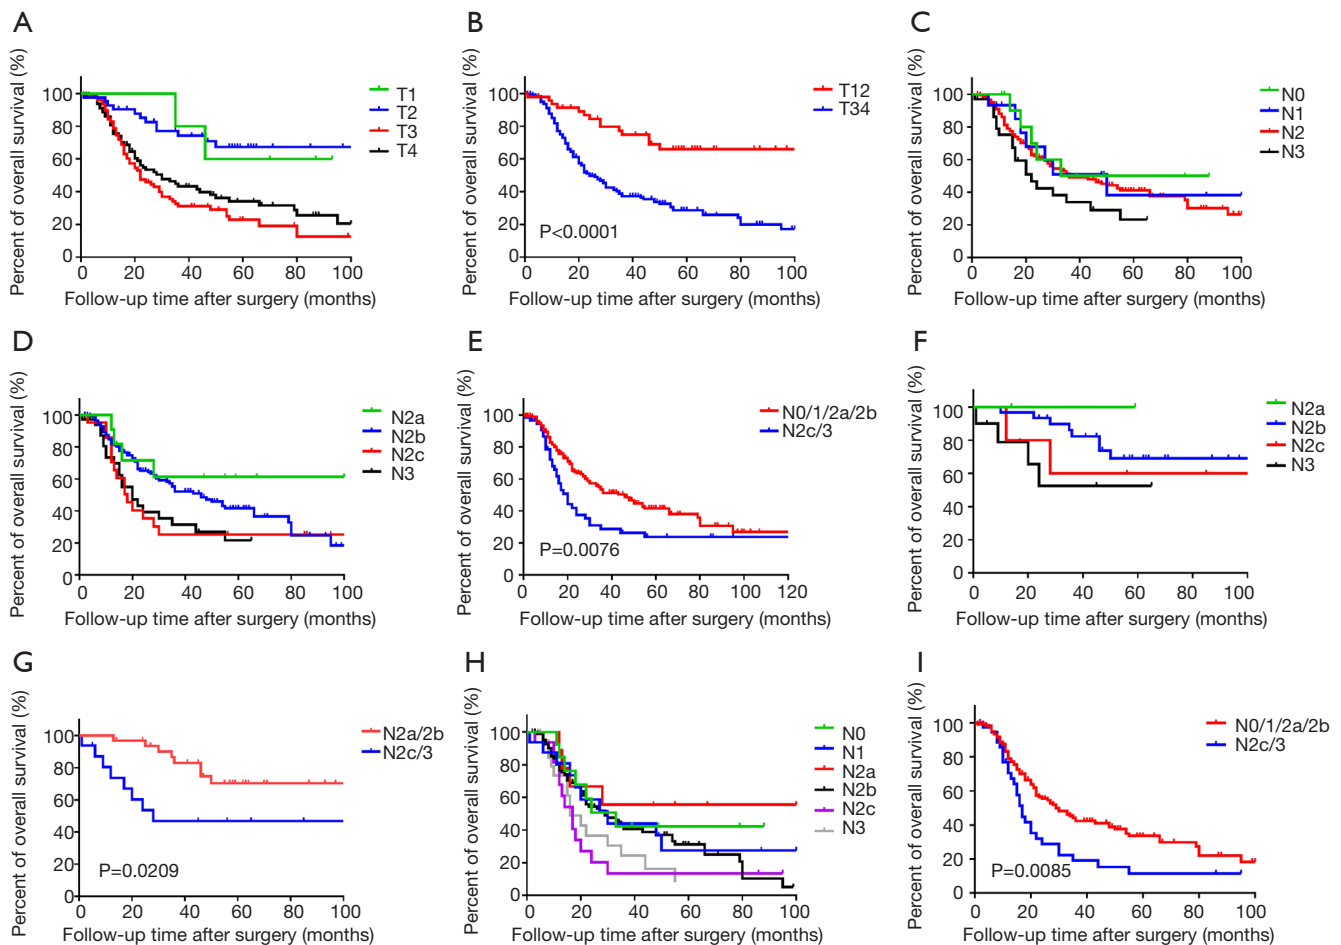 A
Percent of overall survival (%)
100
80
60
40
20
0
0 20 40 60 80 100
Follow-up time after surgery (months)
T1
T2
T3
T4
B
Percent of overall survival (%)
100
80
60
40
20
0
0 20 40 60 80 100
Follow-up time after surgery (months)
T12
T34
P<0.0001
C
Percent of overall survival (%)
100
80
60
40
20
0
0 20 40 60 80 100
Follow-up time after surgery (months)
N0
N1
N2
N3
D
Percent of overall survival (%)
100
80
60
40
20
0
0 20 40 60 80 100
Follow-up time after surgery (months)
N2a
N2b
N2c
N3
E
Percent of overall survival (%)
100
80
60
40
20
0
0 20 40 60 80 100 120
Follow-up time after surgery (months)
N0/1/2a/2b
N2c/3
P=0.0076
F
Percent of overall survival (%)
100
80
60
40
20
0
0 20 40 60 80 100
Follow-up time after surgery (months)
N2a
N2b
N2c
N3
G
Percent of overall survival (%)
100
80
60
40
20
0
0 20 40 60 80 100
Follow-up time after surgery (months)
N2a/2b
N2c/3
P=0.0209
H
Percent of overall survival (%)
100
80
60
40
20
0
0 20 40 60 80 100
Follow-up time after surgery (months)
N0
N1
N2a
N2b
N2c
N3
I
Percent of overall survival (%)
100
80
60
40
20
0
0 20 40 60 80 100
Follow-up time after surgery (months)
N0/1/2a/2b
N2c/3
P=0.0085